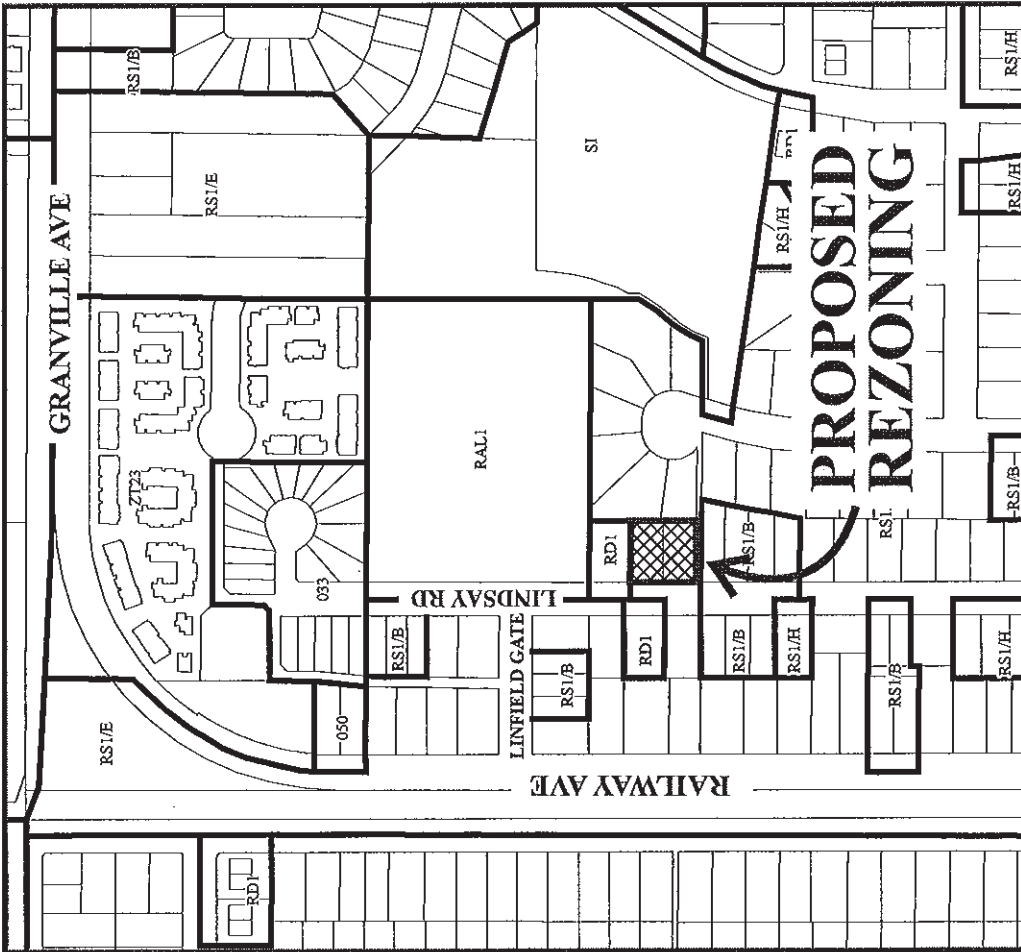 GRANVILLE AVE
RS1/B
RS1/E
SI
RS1/H
RS1/H
RS1/H
PROPOSED
REZONING
ZT23
RAL1
033
LINDSAY RD
RD1
RS1/B
RS1/B
RS1/B
LINFIELD GATE
RS1/B
RD1
RS1/B
RS1/H
RS1/B
RS1/H
RS1/E
050
RAILWAY AVE
RD1